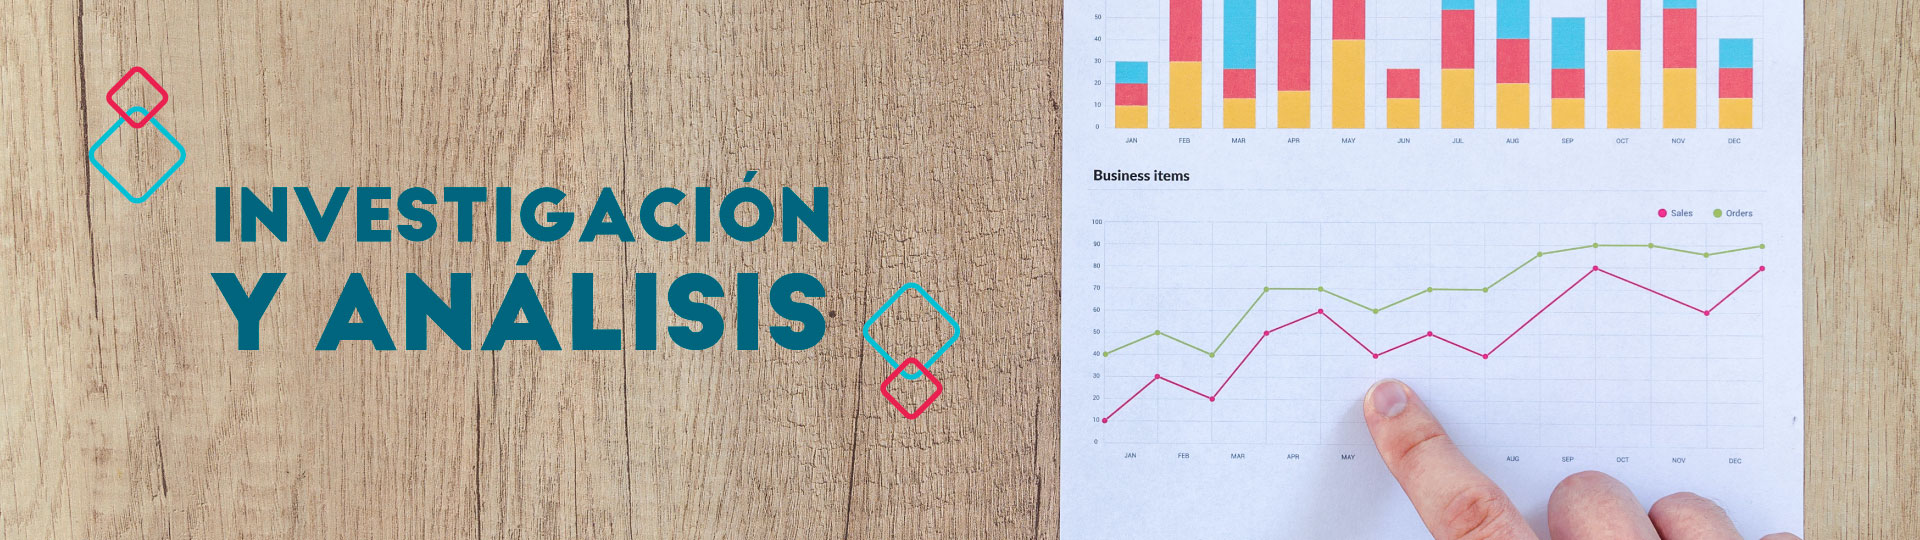 INVESTIGACIÓN
Y ANÁLISIS
50
40
30
20
10
0
JAN FEB MAR APR MAY JUN JUL AUG SEP OCT NOV DEC
Business items
Sales Orders
100
90
80
70
60
50
40
30
20
10
0
JAN FEB MAR APR MAY AUG SEP OCT NOV DEC